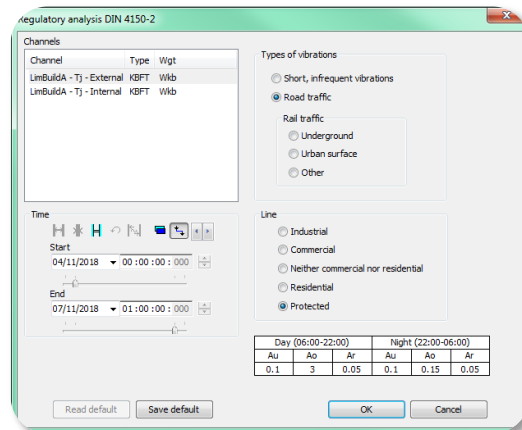 Regulatory analysis DIN 4150-2
Channels
Channel Type Wgt
LimBuildA - Tj - External KBFT Wkb
LimBuildA - Tj - Internal KBFT Wkb
Types of vibrations
Short, infrequent vibrations
Road traffic
Rail traffic
Underground
Urban surface
Other
Time
Start
04/11/2018 00 : 00 : 00 : 000
End
07/11/2018 01 : 00 : 00 : 000
Line
Industrial
Commercial
Neither commercial nor residential
Residential
Protected
Day (06:00-22:00) Night (22:00-06:00)
Au Ao Ar Au Ao Ar
0.1 3 0.05 0.1 0.15 0.05
Read default Save default OK Cancel